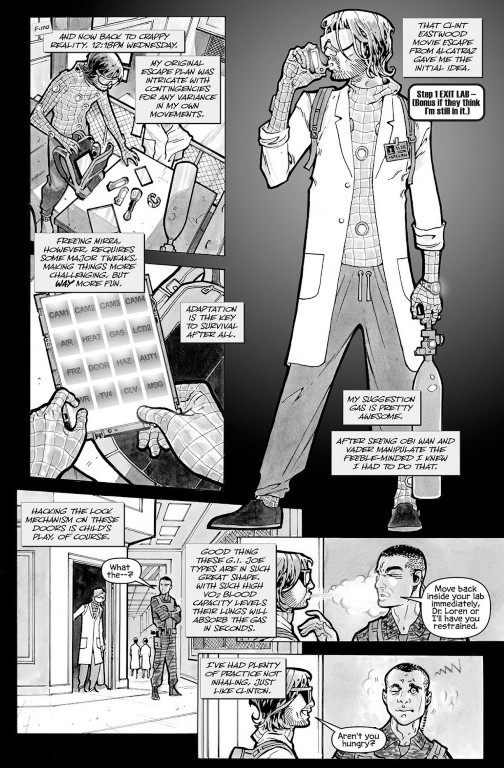 AND NOW BACK TO CRAPPY
REALITY. 12:18PM WEDNESDAY.
MY ORIGINAL
ESCAPE PLAN WAS
INTRICATE WITH
CONTINGENCIES
FOR ANY VARIANCE
IN MY OWN
MOVEMENTS.
THAT CLINT
EASTWOOD
MOVIE ESCAPE
FROM ALCATRAZ
GAVE ME THE
INITIAL IDEA.
Step 1 EXIT LAB –
(Bonus if they think
I'm still in it.)
FREEING MIRRA,
HOWEVER, REQUIRES
SOME MAJOR TWEAKS,
MAKING THINGS MORE
CHALLENGING, BUT
WAY MORE FUN.
ADAPTATION
IS THE KEY
TO SURVIVAL
AFTER ALL.
CAM1 CAM2 CAM3 CAM4
AIR HEAT GAS LCD2
FRZ DOOR HAZ AUT1
TV4 CLV MSG
MY SUGGESTION
GAS IS PRETTY
AWESOME.
AFTER SEEING OBI WAN AND
VADER MANIPULATE THE
FEEBLE-MINDED I KNEW
I HAD TO DO THAT.
HACKING THE LOCK
MECHANISM ON THESE
DOORS IS CHILD'S
PLAY, OF COURSE.
What
the--?
GOOD THING
THESE G.I. JOE
TYPES ARE IN SUCH
GREAT SHAPE.
WITH SUCH HIGH
VO2 BLOOD
CAPACITY LEVELS
THEIR LUNGS WILL
ABSORB THE GAS
IN SECONDS.
Move back
inside your lab
immediately,
Dr. Loren or
I'll have you
restrained.
I'VE HAD PLENTY
OF PRACTICE NOT
INHALING, JUST
LIKE CLINTON.
Aren't you
hungry?